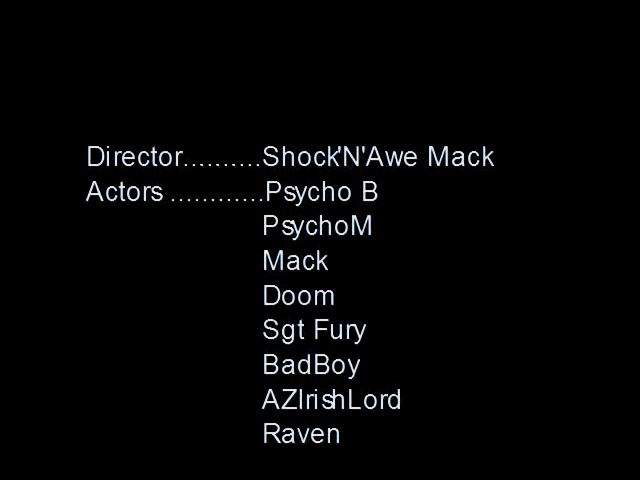 Director..........Shock'N'Awe Mack
Actors ............Psycho B
PsychoM
Mack
Doom
Sgt Fury
BadBoy
AZIrishLord
Raven